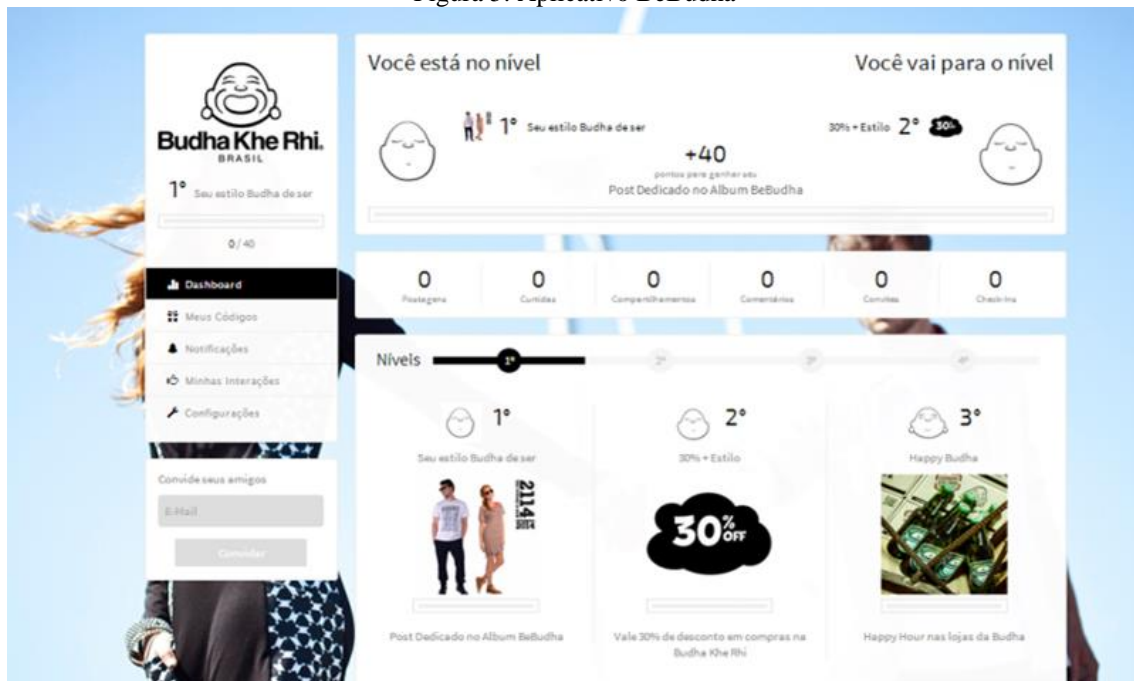 Figura 3: Aplicativo BeBudha
Budha Khe Rhi.
BRASIL
1° Seu estilo Budha de ser
0/ 40
Dashboard
Meus Códigos
Notificações
Minhas Interações
Configurações
Convide seus amigos
E-Mail
Convidar
Você está no nível
Você vai para o nível
1° Seu estilo Budha de ser
30% + Estilo 2° 30%
+40
pontos para ganhar seu
Post Dedicado no Album BeBudha
0 0 0 0 0 0
Postagens Curtidas Compartilhamentos Comentários Convites Check-Ins
Níveis 1° 2° 3° 4°
1°
Seu estilo Budha de ser
2114
Post Dedicado no Album BeBudha
2°
30% + Estilo
30% OFF
Vale 30% de desconto em compras na
Budha Khe Rhi
3°
Happy Budha
Happy Hour nas lojas da Budha